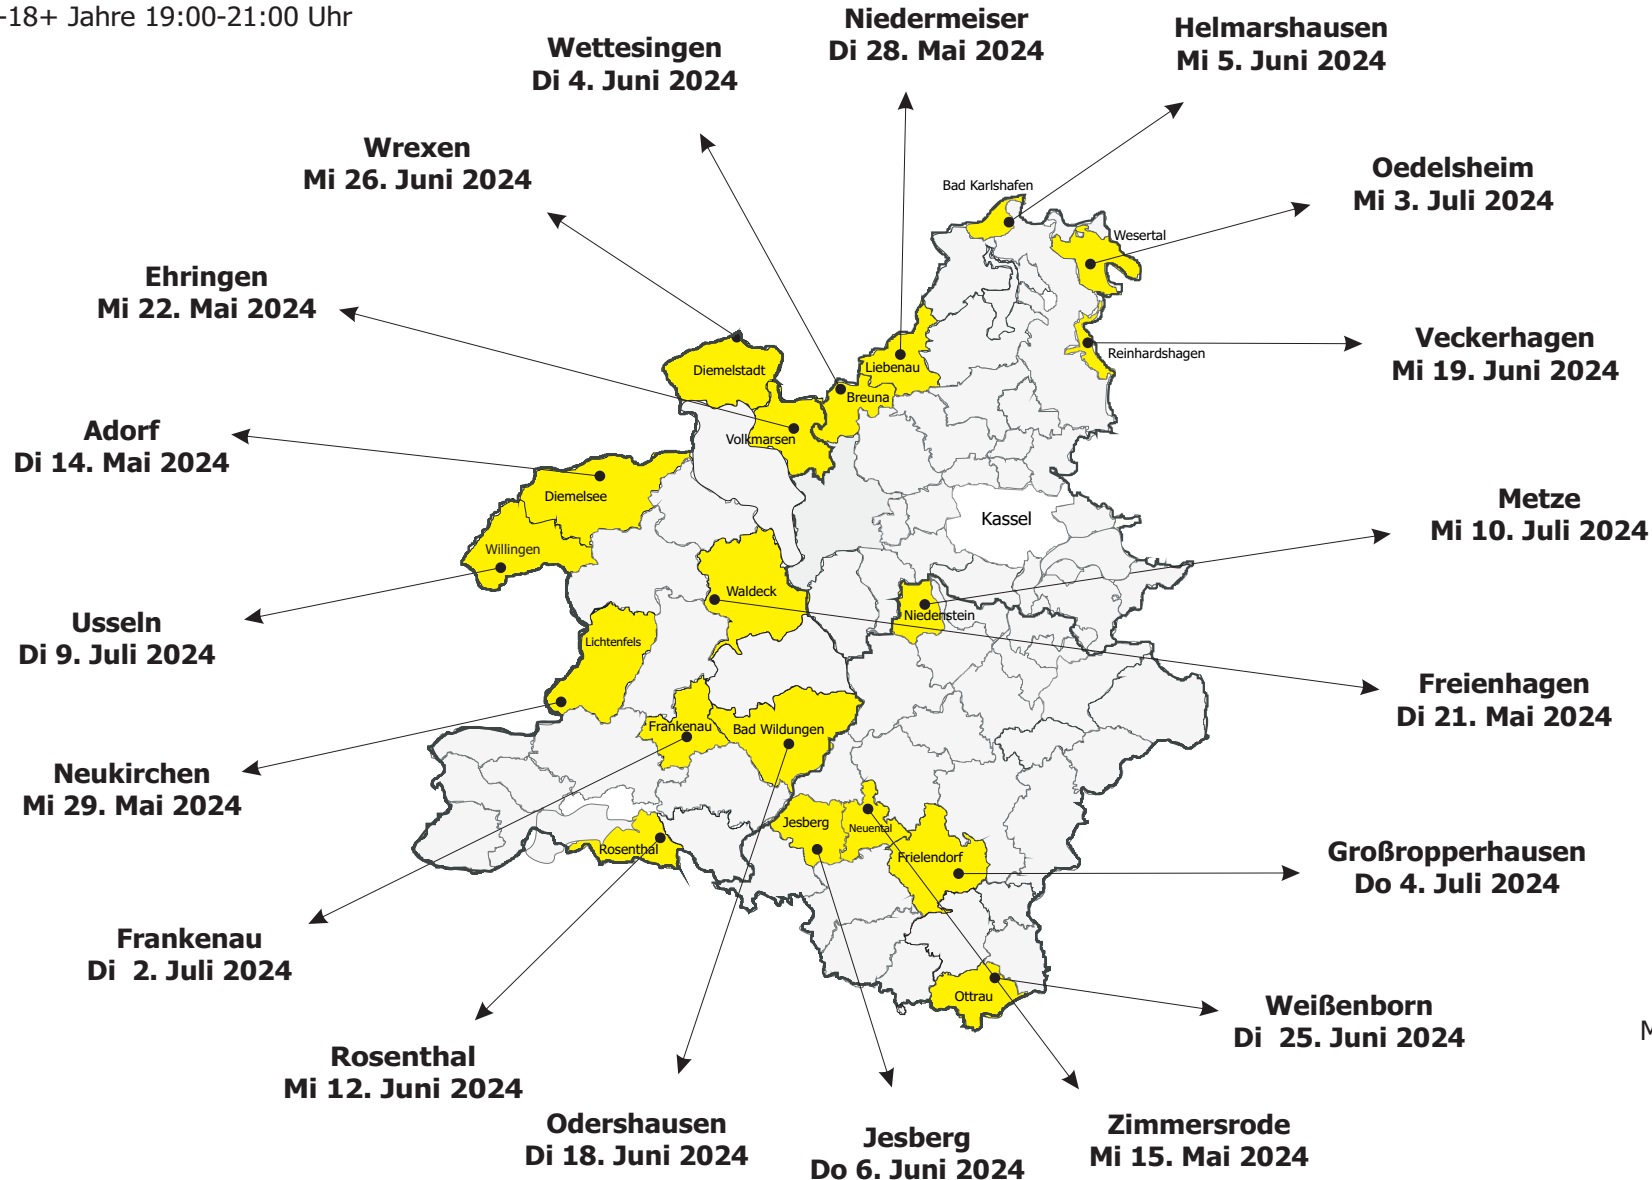 -18+ Jahre 19:00-21:00 Uhr
Niedermeiser
Di 28. Mai 2024
Helmarshausen
Mi 5. Juni 2024
Wettesingen
Di 4. Juni 2024
Wrexen
Mi 26. Juni 2024
Oedelsheim
Mi 3. Juli 2024
Ehringen
Mi 22. Mai 2024
Veckerhagen
Mi 19. Juni 2024
Adorf
Di 14. Mai 2024
Metze
Mi 10. Juli 2024
Usseln
Di 9. Juli 2024
Freienhagen
Di 21. Mai 2024
Neukirchen
Mi 29. Mai 2024
Großropperhausen
Do 4. Juli 2024
Frankenau
Di  2. Juli 2024
Weißenborn
Di  25. Juni 2024
Rosenthal
Mi 12. Juni 2024
Odershausen
Di 18. Juni 2024
Jesberg
Do 6. Juni 2024
Zimmersrode
Mi 15. Mai 2024
Bad Karlshafen
Wesertal
Reinhardshagen
Liebenau
Diemelstadt
Breuna
Volkmarsen
Diemelsee
Kassel
Willingen
Waldeck
Niedenstein
Lichtenfels
Frankenau
Bad Wildungen
Jesberg
Neuental
Rosenthal
Frielendorf
Ottrau
M